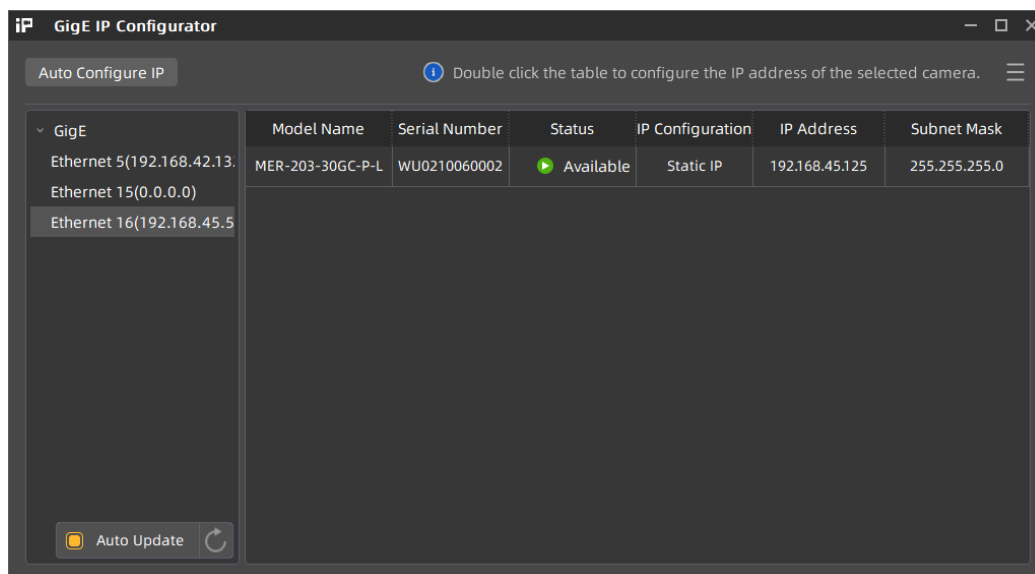 iP GigE IP Configurator
Auto Configure IP
Double click the table to configure the IP address of the selected camera.
GigE
Ethernet 5(192.168.42.13.
Ethernet 15(0.0.0.0)
Ethernet 16(192.168.45.5
Auto Update
Model Name Serial Number Status IP Configuration IP Address Subnet Mask
MER-203-30GC-P-L WU0210060002 Available Static IP 192.168.45.125 255.255.255.0